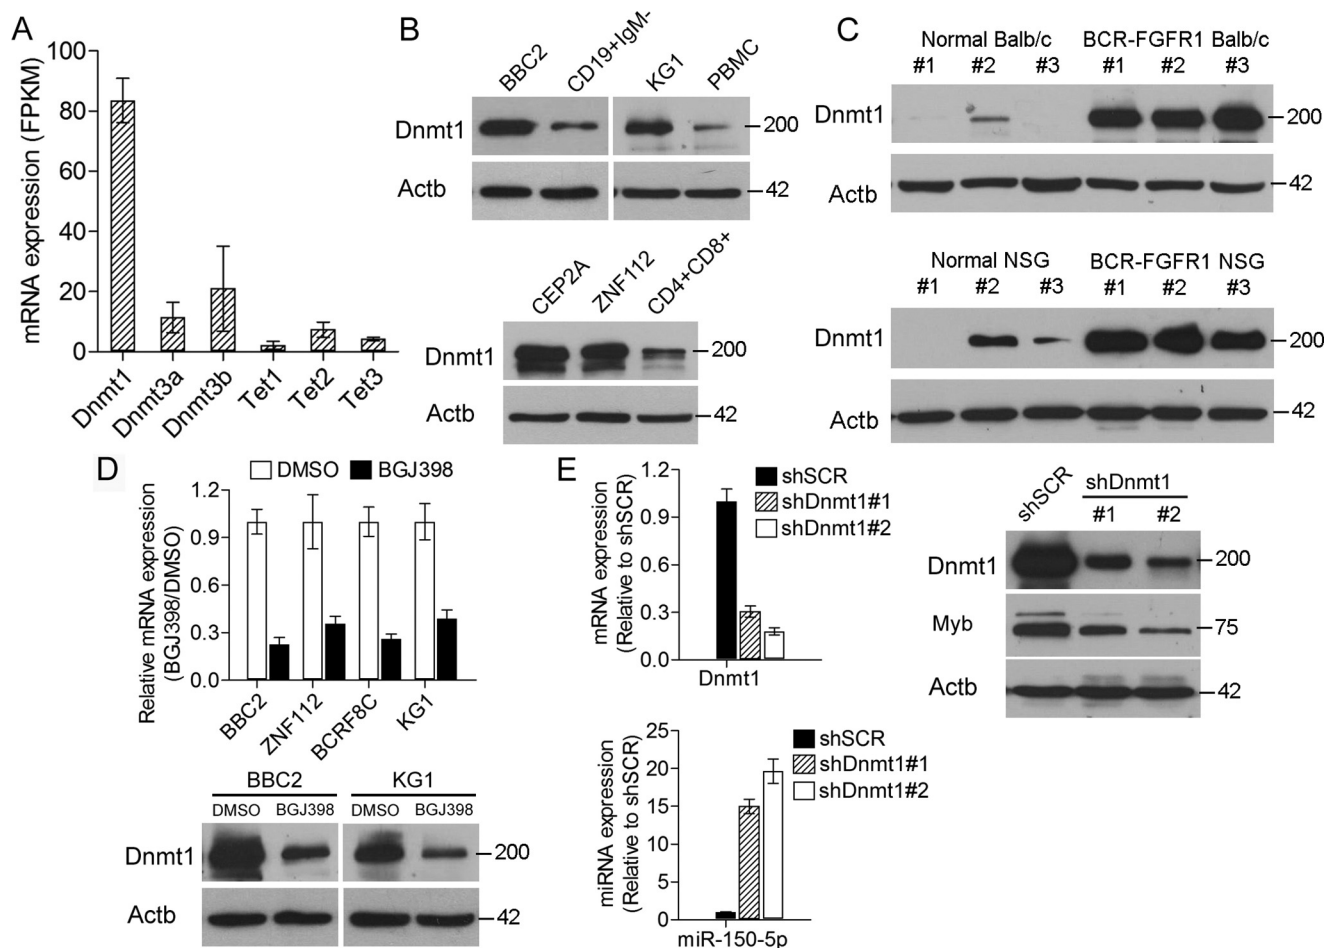 A
mRNA expression (FPKM)
100
80
60
40
20
0
Dnmt1
Dnmt3a
Dnmt3b
Tet1
Tet2
Tet3
B
BBC2
CD19+IgM-
KG1
PBMC
Dnmt1
200
Actb
42
CEP2A
ZNF112
CD4+CD8+
Dnmt1
200
Actb
42
C
Normal Balb/c BCR-FGFR1 Balb/c
#1 #2 #3 #1 #2 #3
Dnmt1
200
Actb
42
Normal NSG BCR-FGFR1 NSG
#1 #2 #3 #1 #2 #3
Dnmt1
200
Actb
42
D
DMSO BGJ398
Relative mRNA expression
(BGJ398/DMSO)
1.2
0.9
0.6
0.3
0.0
BBC2
ZNF112
BCRF8C
KG1
BBC2 KG1
DMSO BGJ398 DMSO BGJ398
Dnmt1
200
Actb
42
E
mRNA expression
(Relative to shSCR)
1.2
0.9
0.6
0.3
0.0
shSCR
shDnmt1#1
shDnmt1#2
Dnmt1
shSCR
shDnmt1
#1 #2
Dnmt1
200
Myb
75
Actb
42
miRNA expression
(Relative to shSCR)
25
20
15
10
5
0
shSCR
shDnmt1#1
shDnmt1#2
miR-150-5p